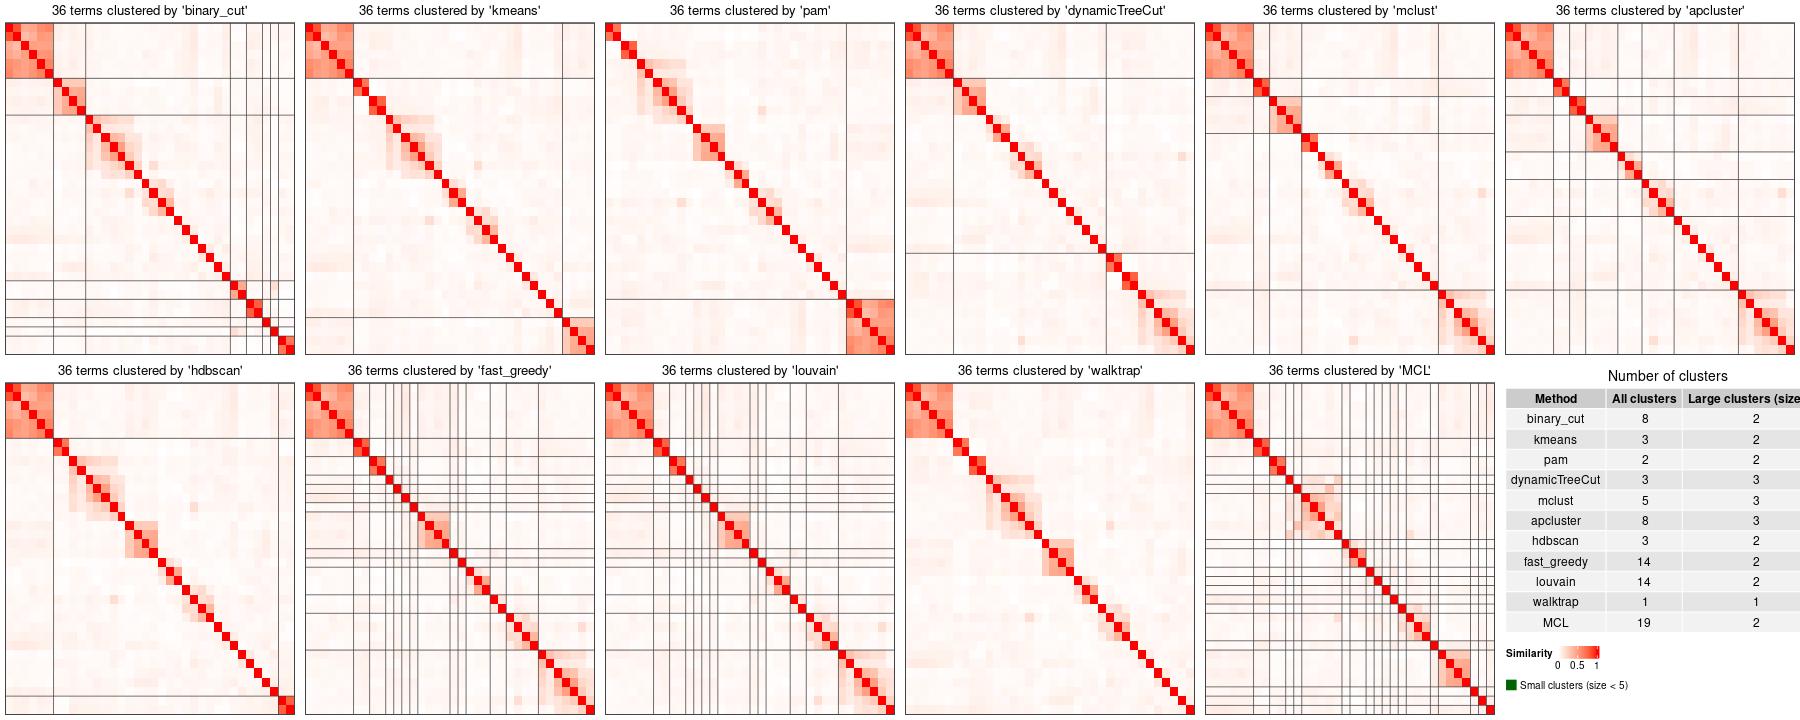 36 terms clustered by 'binary_cut'
36 terms clustered by 'kmeans'
36 terms clustered by 'pam'
36 terms clustered by 'dynamicTreeCut'
36 terms clustered by 'mclust'
36 terms clustered by 'apcluster'
36 terms clustered by 'hdbscan'
36 terms clustered by 'fast_greedy'
36 terms clustered by 'louvain'
36 terms clustered by 'walktrap'
36 terms clustered by 'MCL'
Number of clusters
Method All clusters Large clusters (size
binary_cut 8 2
kmeans 3 2
pam 2 2
dynamicTreeCut 3 3
mclust 5 3
apcluster 8 3
hdbscan 3 2
fast_greedy 14 2
louvain 14 2
walktrap 1 1
MCL 19 2
Similarity
0 0.5 1
Small clusters (size < 5)